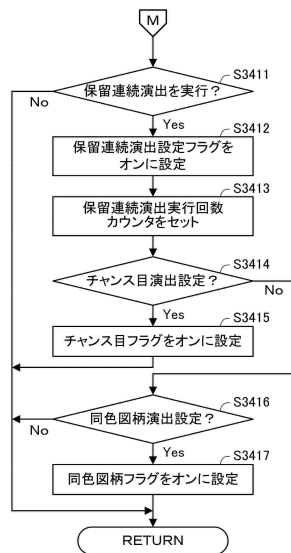 M
S3411
保留連続演出を実行？
No
Yes
S3412
保留連続演出設定フラグを
オンに設定
S3413
保留連続演出実行回数
カウンタをセット
S3414
チャンス目演出設定？
No
Yes
S3415
チャンス目フラグをオンに設定
S3416
同色図柄演出設定？
No
Yes
S3417
同色図柄フラグをオンに設定
RETURN